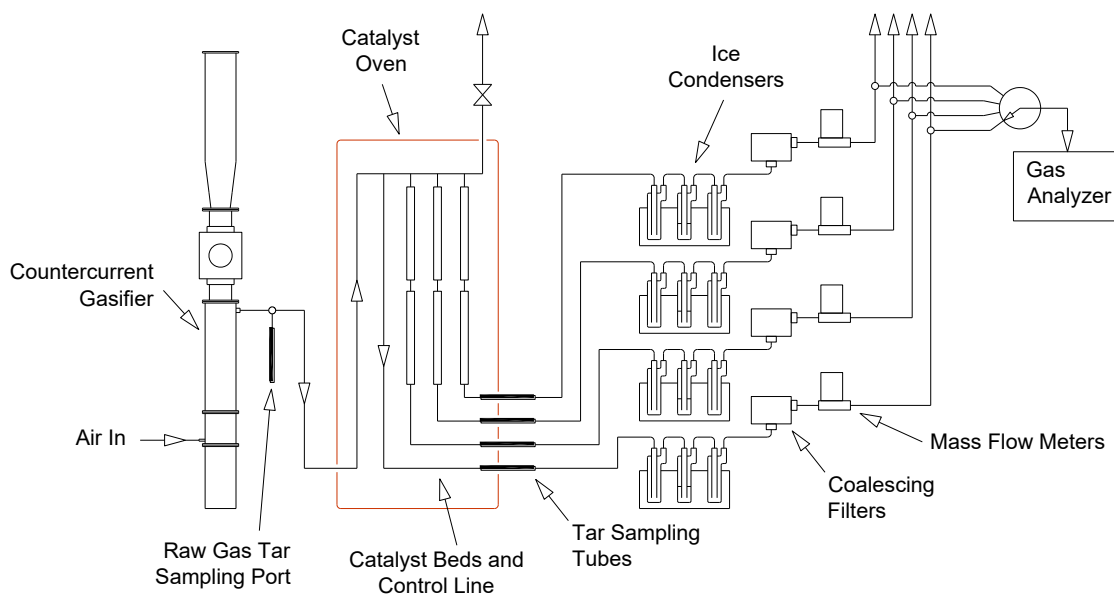 Catalyst
Oven
Ice
Condensers
Gas
Analyzer
Countercurrent
Gasifier
Air In
Mass Flow Meters
Coalescing
Filters
Tar Sampling
Tubes
Raw Gas Tar
Sampling Port
Catalyst Beds and
Control Line